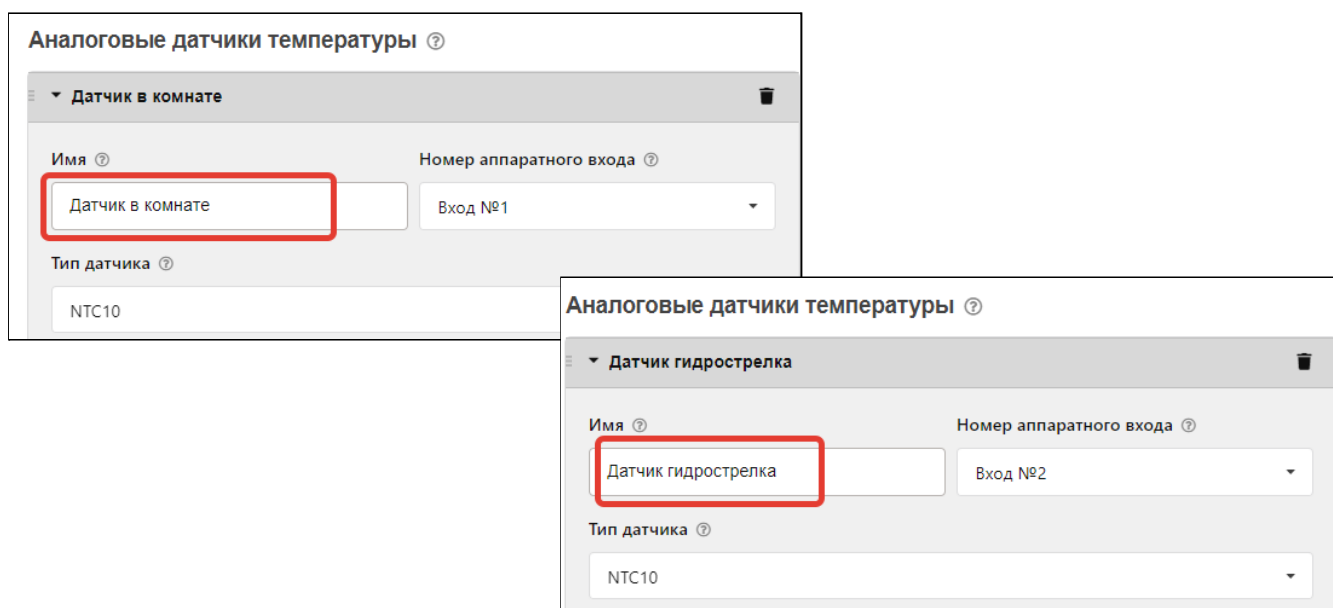 Аналоговые датчики температуры ?
Датчик в комнате
Имя ? Номер аппаратного входа ?
Датчик в комнате Вход №1
Тип датчика ?
NTC10
Аналоговые датчики температуры ?
Датчик гидрострелка
Имя ? Номер аппаратного входа ?
Датчик гидрострелка Вход №2
Тип датчика ?
NTC10